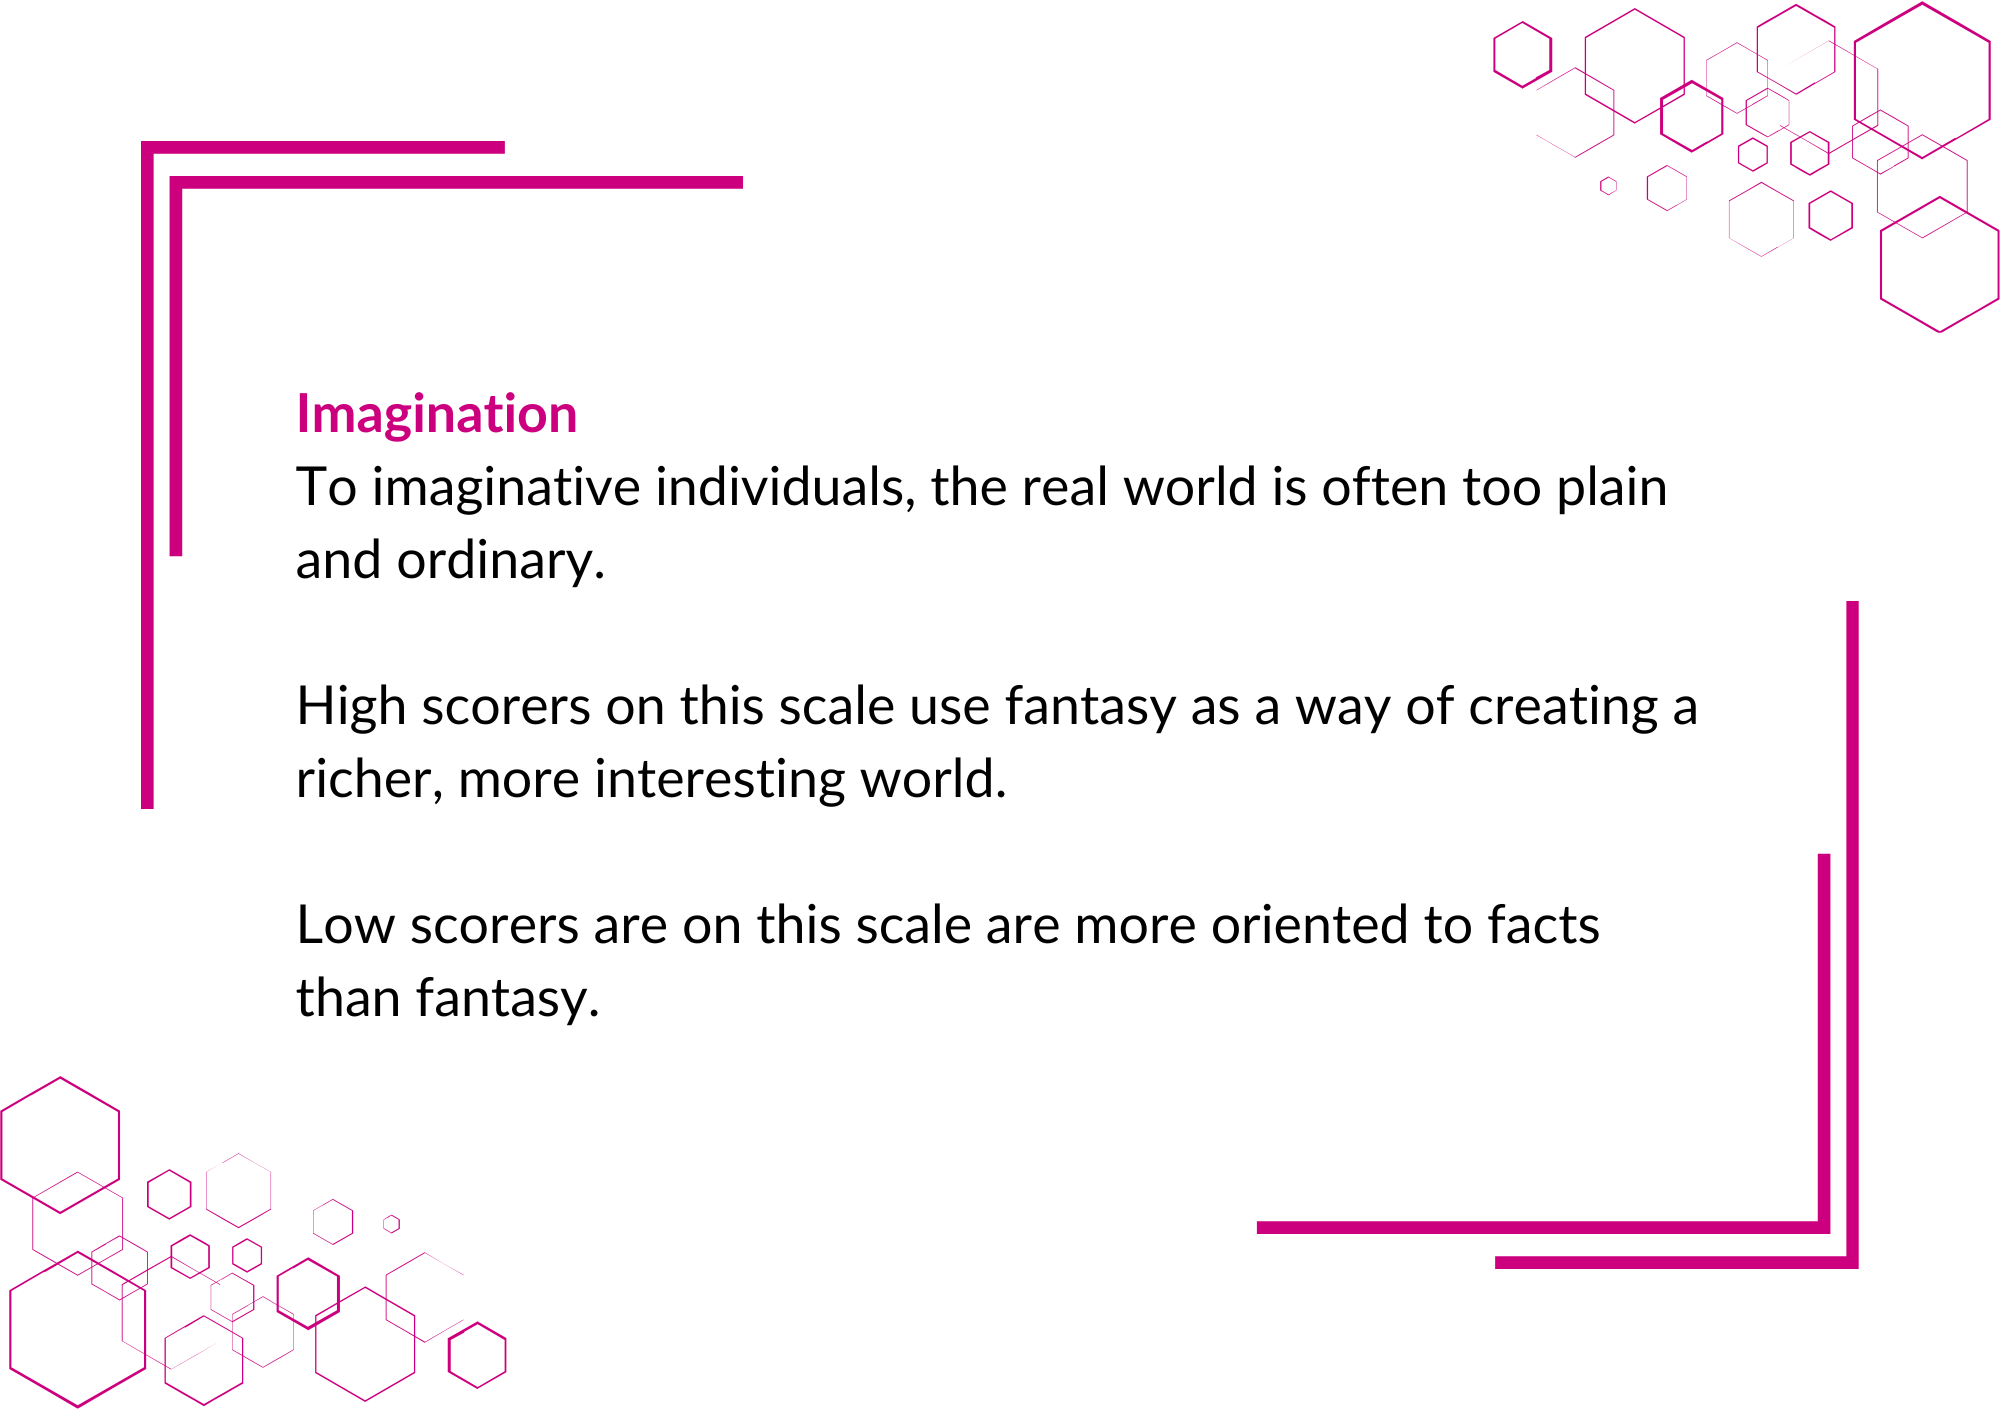 Imagination
To imaginative individuals, the real world is often too plain
and ordinary.
High scorers on this scale use fantasy as a way of creating a
richer, more interesting world.
Low scorers are on this scale are more oriented to facts
than fantasy.